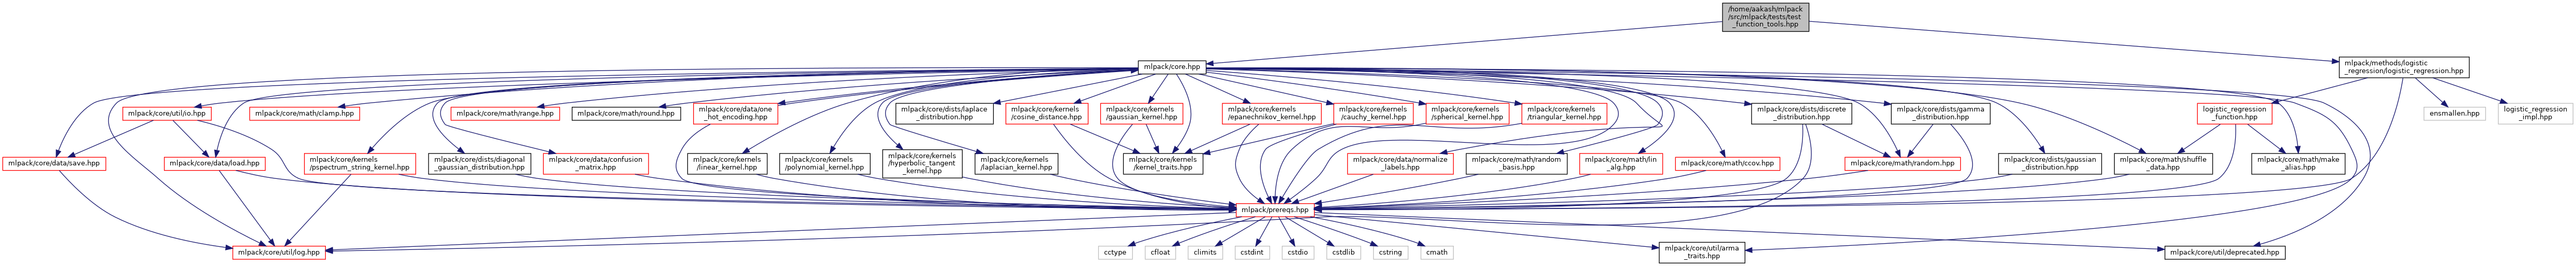 /home/aakash/mlpack
/src/mlpack/tests/test
_function_tools.hpp
mlpack/core.hpp
mlpack/methods/logistic
_regression/logistic_regression.hpp
mlpack/core/util/io.hpp
mlpack/core/math/clamp.hpp
mlpack/core/math/range.hpp
mlpack/core/math/round.hpp
mlpack/core/data/one
_hot_encoding.hpp
mlpack/core/dists/laplace
_distribution.hpp
mlpack/core/kernels
/cosine_distance.hpp
mlpack/core/kernels
/gaussian_kernel.hpp
mlpack/core/kernels
/epanechnikov_kernel.hpp
mlpack/core/kernels
/cauchy_kernel.hpp
mlpack/core/kernels
/spherical_kernel.hpp
mlpack/core/kernels
/triangular_kernel.hpp
mlpack/core/dists/discrete
_distribution.hpp
mlpack/core/dists/gamma
_distribution.hpp
logistic_regression
_function.hpp
ensmallen.hpp
logistic_regression
_impl.hpp
mlpack/core/data/save.hpp
mlpack/core/data/load.hpp
mlpack/core/kernels
/pspectrum_string_kernel.hpp
mlpack/core/dists/diagonal
_gaussian_distribution.hpp
mlpack/core/data/confusion
_matrix.hpp
mlpack/core/kernels
/linear_kernel.hpp
mlpack/core/kernels
/polynomial_kernel.hpp
mlpack/core/kernels
/hyperbolic_tangent
_kernel.hpp
mlpack/core/kernels
/laplacian_kernel.hpp
mlpack/core/kernels
/kernel_traits.hpp
mlpack/core/data/normalize
_labels.hpp
mlpack/core/math/random
_basis.hpp
mlpack/core/math/lin
_alg.hpp
mlpack/core/math/ccov.hpp
mlpack/core/math/random.hpp
mlpack/core/dists/gaussian
_distribution.hpp
mlpack/core/math/shuffle
_data.hpp
mlpack/core/math/make
_alias.hpp
mlpack/prereqs.hpp
mlpack/core/util/log.hpp
cctype
cfloat
climits
cstdint
cstdio
cstdlib
cstring
cmath
mlpack/core/util/arma
_traits.hpp
mlpack/core/util/deprecated.hpp